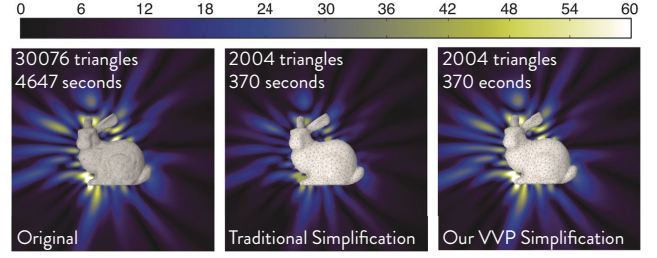 0 6 12 18 24 30 36 42 48 54 60
30076 triangles
4647 seconds
Original
2004 triangles
370 seconds
Traditional Simplification
2004 triangles
370 econds
Our VVP Simplification